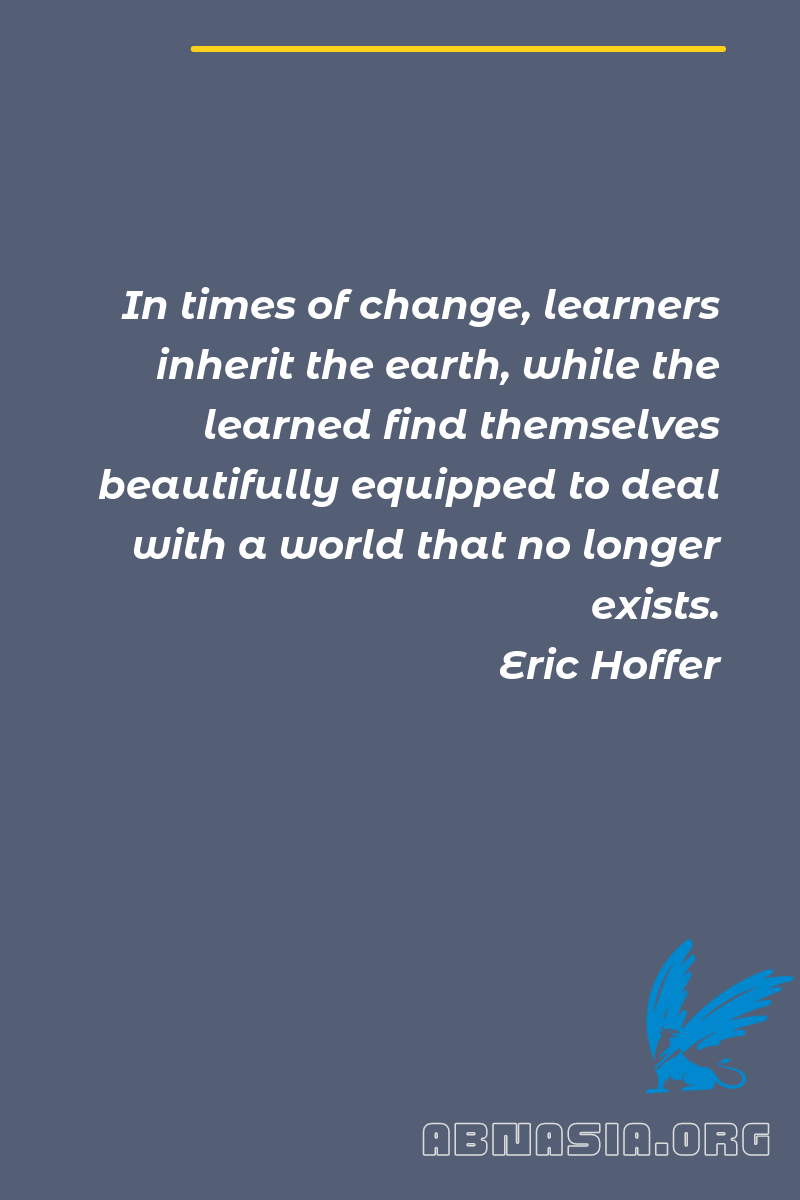 In times of change, learners
inherit the earth, while the
learned find themselves
beautifully equipped to deal
with a world that no longer
exists.
Eric Hoffer
ABNASIA.ORG